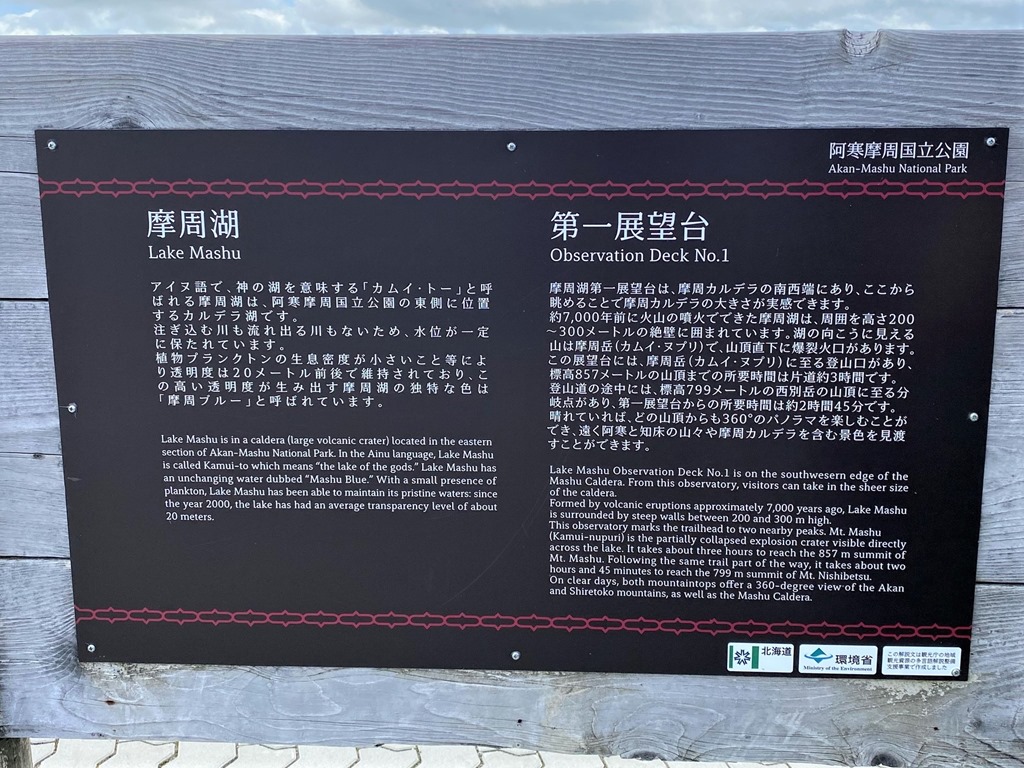 阿寒摩周国立公園
Akan-Mashu National Park
摩周湖
Lake Mashu
アイヌ語で、神の湖を意味する「カムイ・トー」と呼
ばれる摩周湖は、阿寒摩周国立公園の東側に位置
するカルデラ湖です。
注ぎ込む川も流れ出る川もないため、水位が一定
に保たれています。
植物プランクトンの生息密度が小さいこと等によ
り透明度は20メートル前後で維持されており、こ
の高い透明度が生み出す摩周湖の独特な色は
「摩周ブルー」と呼ばれています。
Lake Mashu is in a caldera (large volcanic crater) located in the eastern
section of Akan-Mashu National Park. In the Ainu language, Lake Mashu
is called Kamui-to which means “the lake of the gods.” Lake Mashu has
an unchanging water dubbed “Mashu Blue.” With a small presence of
plankton, Lake Mashu has been able to maintain its pristine waters: since
the year 2000, the lake has had an average transparency level of about
20 meters.
第一展望台
Observation Deck No.1
摩周湖第一展望台は、摩周カルデラの南西端にあり、ここから
眺めることで摩周カルデラの大きさが実感できます。
約7,000年前に火山の噴火でできた摩周湖は、周囲を高さ200
～300メートルの絶壁に囲まれています。湖の向こうに見える
山は摩周岳(カムイ・ヌプリ)で、山頂直下に爆裂火口があります。
この展望台には、摩周岳(カムイ・ヌプリ)に至る登山口があり、
標高857メートルの山頂までの所要時間は片道約3時間です。
登山道の途中には、標高799メートルの西別岳の山頂に至る分
岐点があり、第一展望台からの所要時間は約2時間45分です。
晴れていれば、どの山頂からも360°のパノラマを楽しむことが
でき、遠く阿寒と知床の山々や摩周カルデラを含む景色を見渡
すことができます。
Lake Mashu Observation Deck No.1 is on the southwesern edge of the
Mashu Caldera. From this observatory, visitors can take in the sheer size
of the caldera.
Formed by volcanic eruptions approximately 7,000 years ago, Lake Mashu
is surrounded by steep walls between 200 and 300 m high.
This observatory marks the trailhead to two nearby peaks. Mt. Mashu
(Kamui-nupuri) is the partially collapsed explosion crater visible directly
across the lake. It takes about three hours to reach the 857 m summit of
Mt. Mashu. Following the same trail part of the way, it takes about two
hours and 45 minutes to reach the 799 m summit of Mt. Nishibetsu.
On clear days, both mountaintops offer a 360-degree view of the Akan
and Shiretoko mountains, as well as the Mashu Caldera.
北海道
環境省
Ministry of the Environment
この解説文は観光庁の地域
観光資源の多言語解説整備
支援事業で作成しました